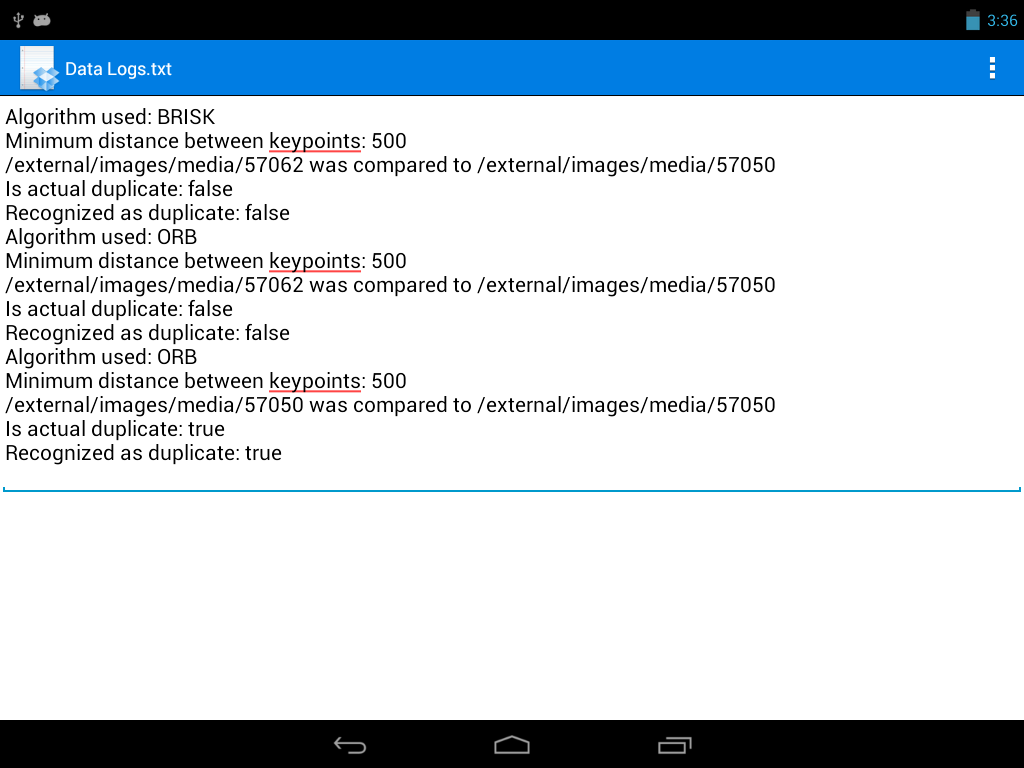 3:36
Data Logs.txt
Algorithm used: BRISK
Minimum distance between keypoints: 500
/external/images/media/57062 was compared to /external/images/media/57050
Is actual duplicate: false
Recognized as duplicate: false
Algorithm used: ORB
Minimum distance between keypoints: 500
/external/images/media/57062 was compared to /external/images/media/57050
Is actual duplicate: false
Recognized as duplicate: false
Algorithm used: ORB
Minimum distance between keypoints: 500
/external/images/media/57050 was compared to /external/images/media/57050
Is actual duplicate: true
Recognized as duplicate: true